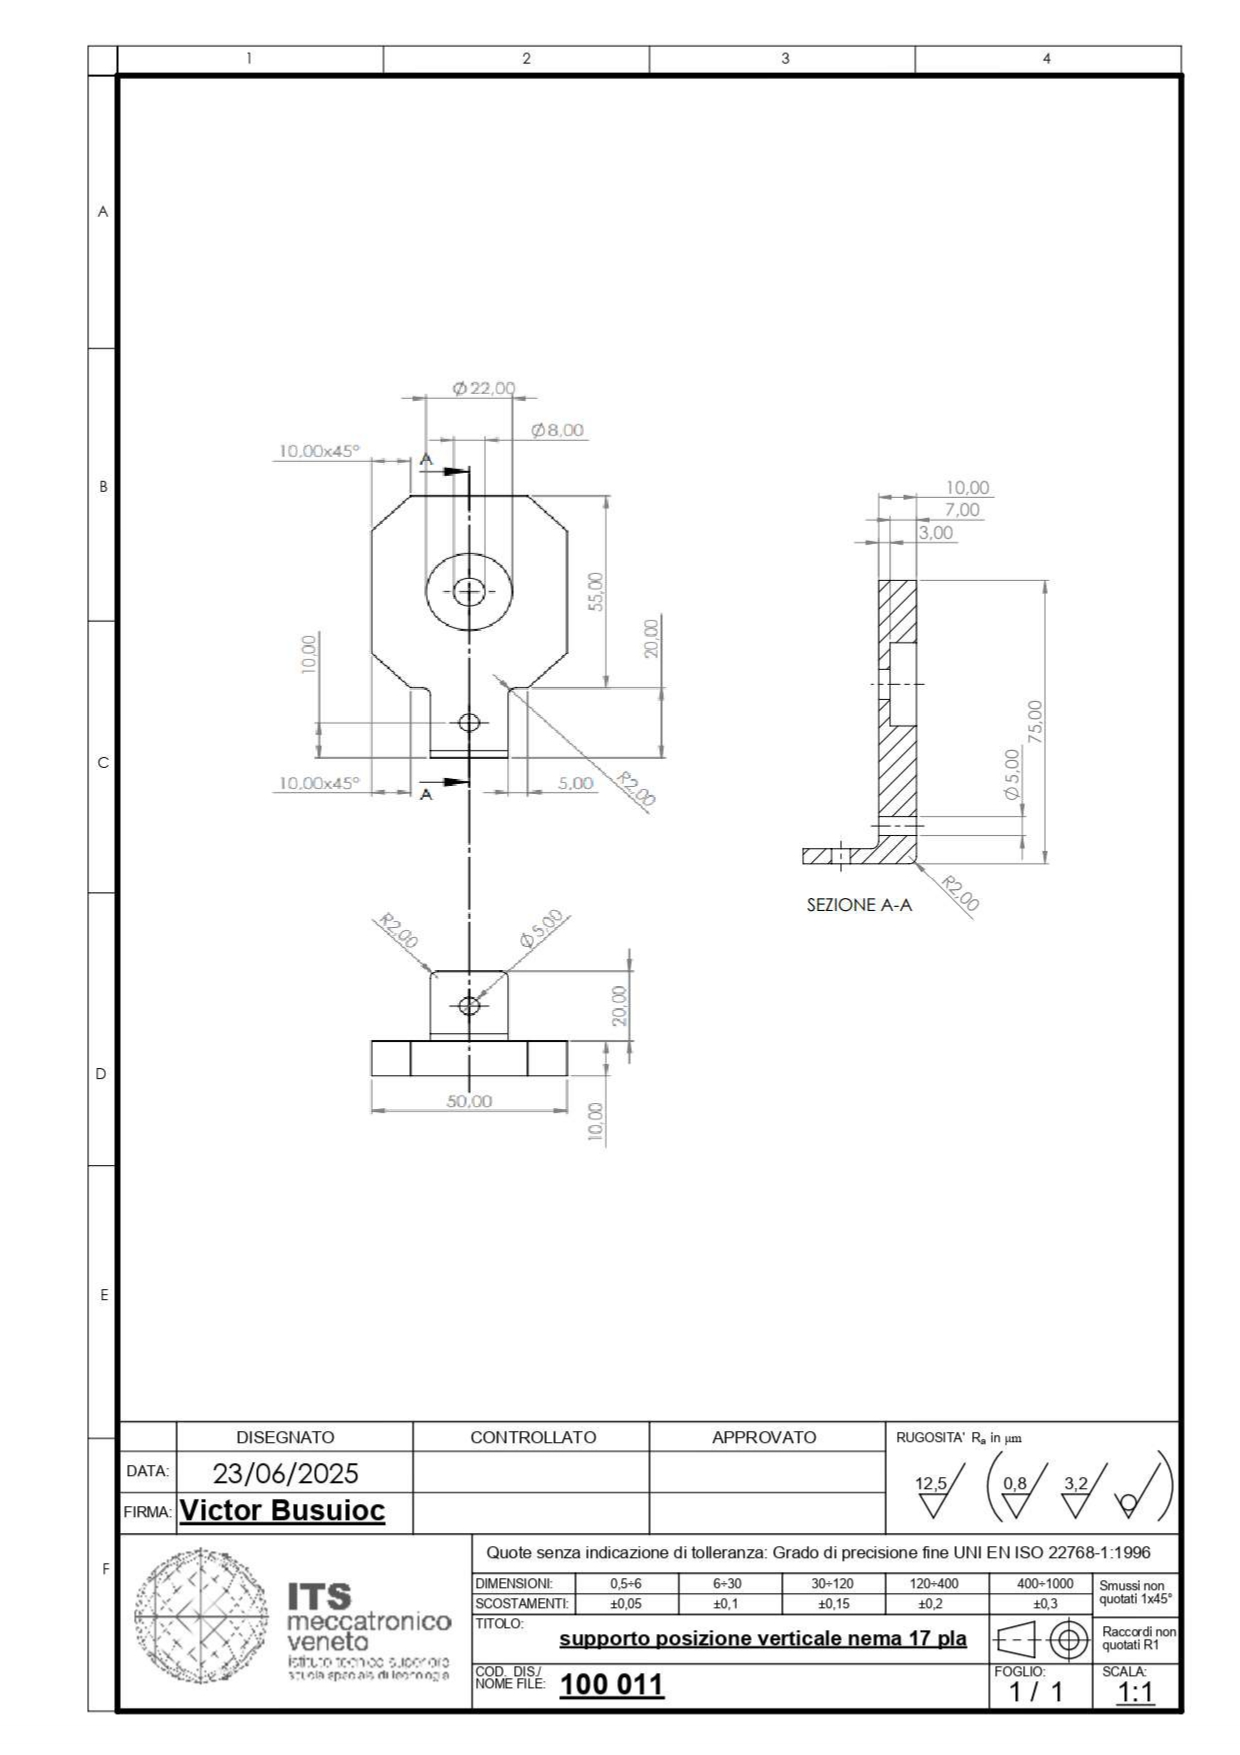 1 2 3 4
A
B
C
D
E
F
Ø22,00
Ø8,00
10,00x45°
A
55,00
20,00
10,00
10,00x45°
A
5,00
R2,00
10,00
7,00
3,00
75,00
Ø5,00
R2,00
SEZIONE A-A
R2,00
Ø5,00
20,00
50,00
10,00
DISEGNATO CONTROLLATO APPROVATO
DATA: 23/06/2025
FIRMA: Victor Busuioc
RUGOSITA' Ra in µm
12,5 0,8 3,2
Quote senza indicazione di tolleranza: Grado di precisione fine UNI EN ISO 22768-1:1996
DIMENSIONI: 0,5÷6 6÷30 30÷120 120÷400 400÷1000
SCOSTAMENTI: ±0,05 ±0,1 ±0,15 ±0,2 ±0,3
Smussi non
quotati 1x45°
Raccordi non
quotati R1
TITOLO:
supporto posizione verticale nema 17 pla
COD. DIS./
NOME FILE: 100 011
FOGLIO:
1 / 1
SCALA:
1:1
ITS
meccatronico
veneto
istituto tecnico superiore
scuola speciale di tecnologia